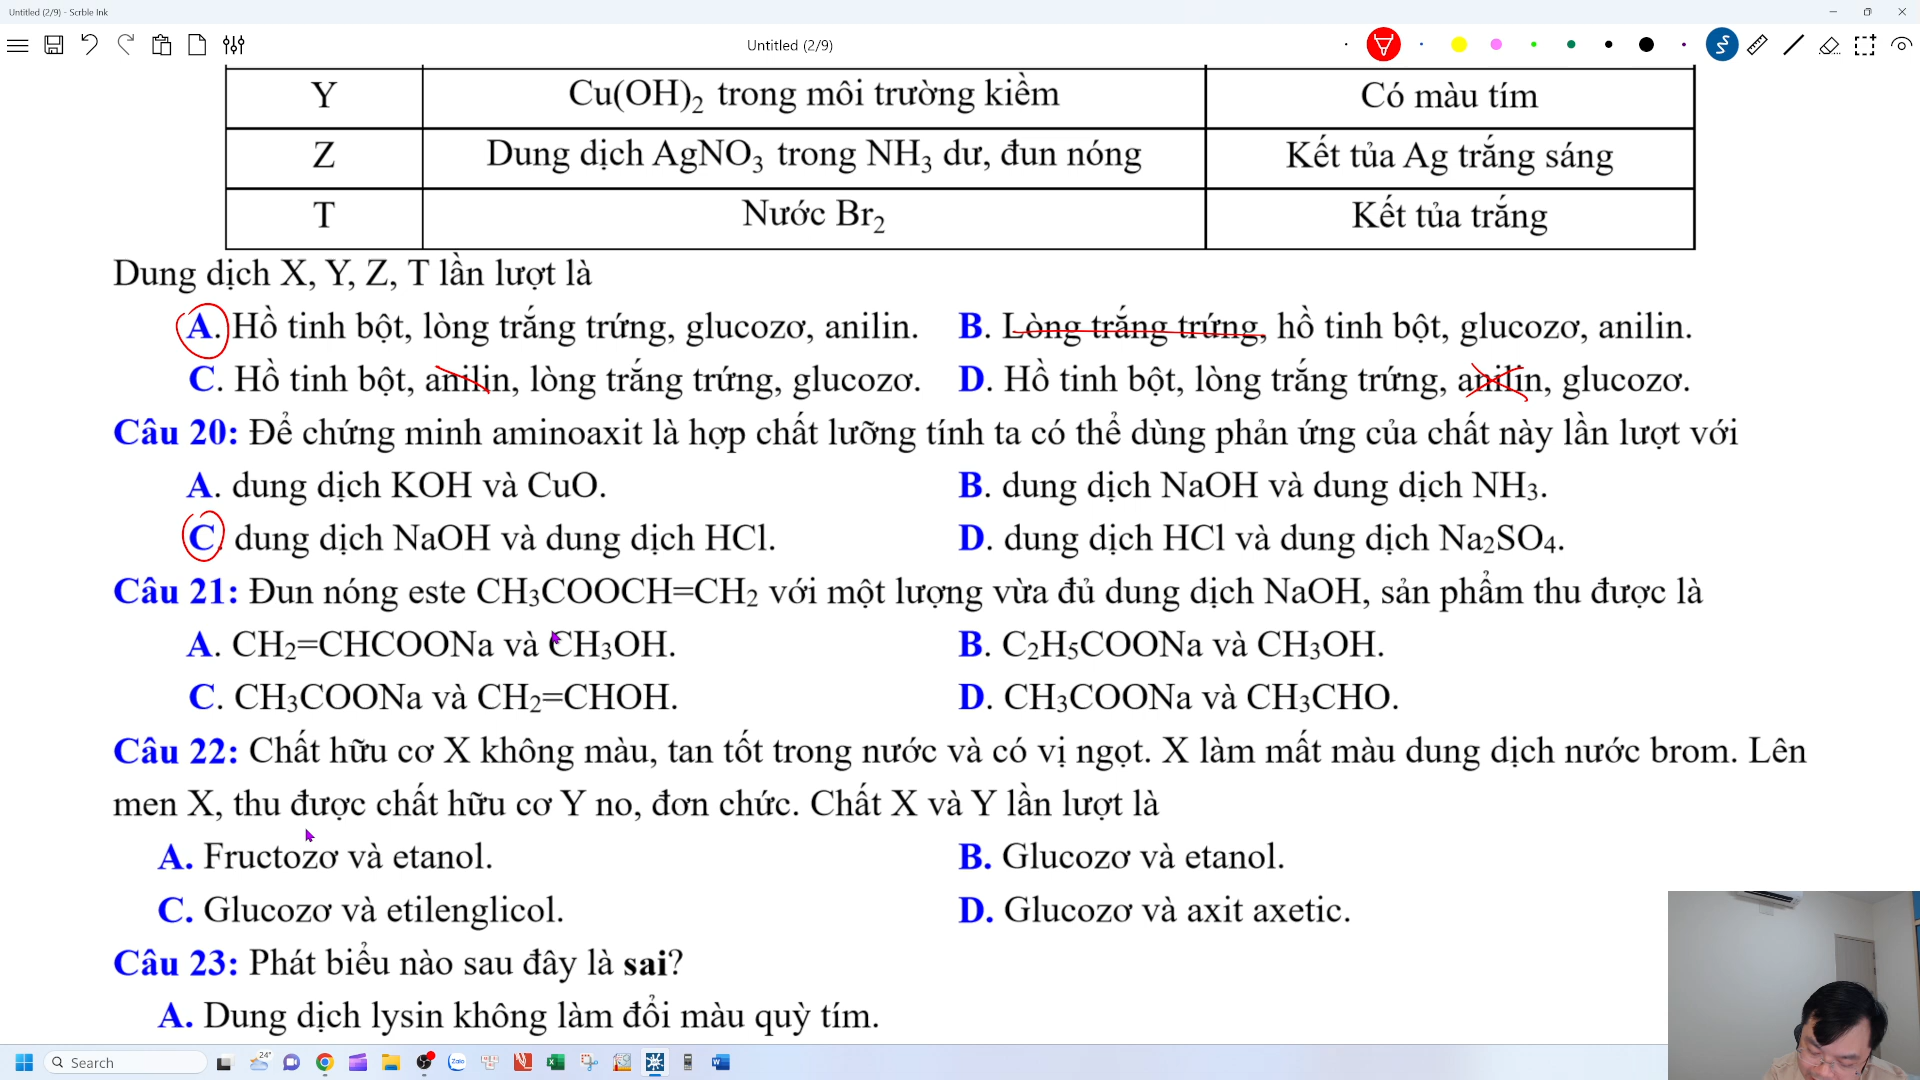 Untitled (2/9) - Scrble Ink
Untitled (2/9)
Y Cu(OH)₂ trong môi trường kiềm Có màu tím
Z Dung dịch AgNO₃ trong NH₃ dư, đun nóng Kết tủa Ag trắng sáng
T Nước Br₂ Kết tủa trắng
Dung dịch X, Y, Z, T lần lượt là
A. Hồ tinh bột, lòng trắng trứng, glucozơ, anilin. B. Lòng trắng trứng, hồ tinh bột, glucozơ, anilin.
C. Hồ tinh bột, anilin, lòng trắng trứng, glucozơ. D. Hồ tinh bột, lòng trắng trứng, anilin, glucozơ.
Câu 20: Để chứng minh aminoaxit là hợp chất lưỡng tính ta có thể dùng phản ứng của chất này lần lượt với
A. dung dịch KOH và CuO. B. dung dịch NaOH và dung dịch NH₃.
C. dung dịch NaOH và dung dịch HCl. D. dung dịch HCl và dung dịch Na₂SO₄.
Câu 21: Đun nóng este CH₃COOCH=CH₂ với một lượng vừa đủ dung dịch NaOH, sản phẩm thu được là
A. CH₂=CHCOONa và CH₃OH. B. C₂H₅COONa và CH₃OH.
C. CH₃COONa và CH₂=CHOH. D. CH₃COONa và CH₃CHO.
Câu 22: Chất hữu cơ X không màu, tan tốt trong nước và có vị ngọt. X làm mất màu dung dịch nước brom. Lên
men X, thu được chất hữu cơ Y no, đơn chức. Chất X và Y lần lượt là
A. Fructozơ và etanol. B. Glucozơ và etanol.
C. Glucozơ và etilenglicol. D. Glucozơ và axit axetic.
Câu 23: Phát biểu nào sau đây là sai?
A. Dung dịch lysin không làm đổi màu quỳ tím.
Search
24°
Zalo